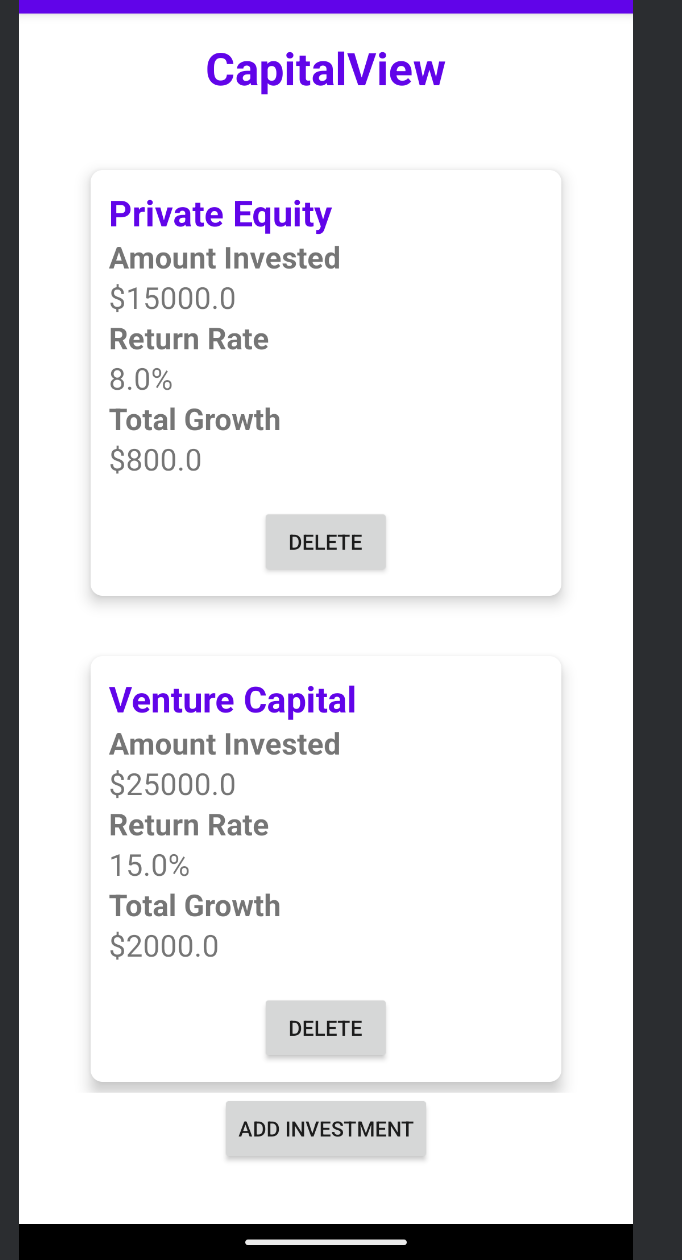 CapitalView
Private Equity
Amount Invested
$15000.0
Return Rate
8.0%
Total Growth
$800.0
DELETE
Venture Capital
Amount Invested
$25000.0
Return Rate
15.0%
Total Growth
$2000.0
DELETE
ADD INVESTMENT